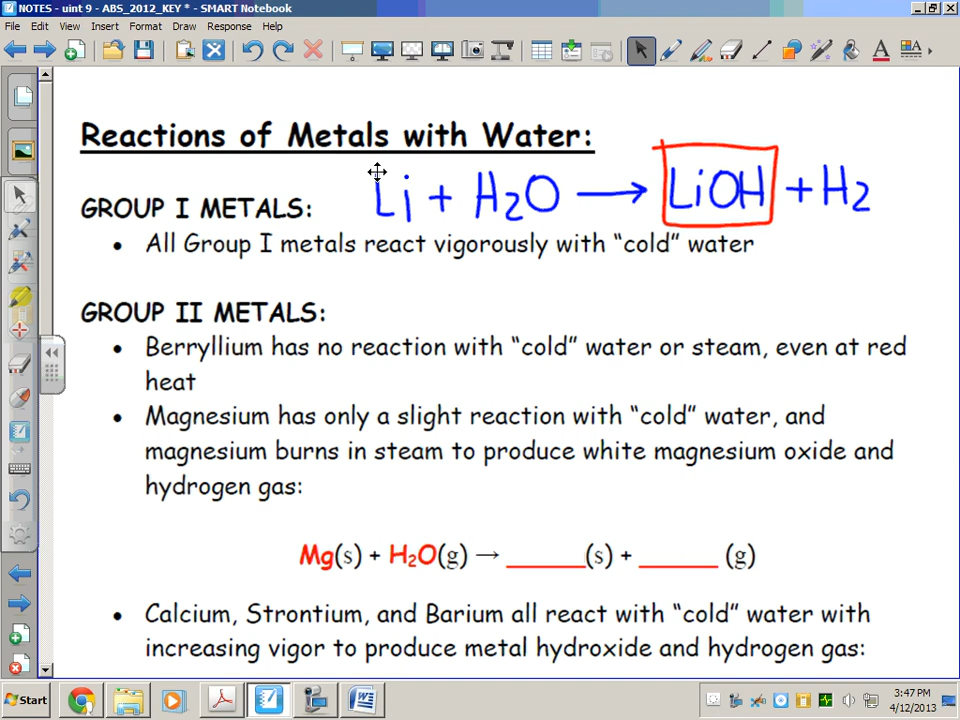 NOTES - uint 9 - ABS_2012_KEY * - SMART Notebook
File Edit View Insert Format Draw Response Help
Reactions of Metals with Water:
Li + H2O → LiOH + H2
GROUP I METALS:
• All Group I metals react vigorously with “cold” water
GROUP II METALS:
• Berryllium has no reaction with “cold” water or steam, even at red
heat
• Magnesium has only a slight reaction with “cold” water, and
magnesium burns in steam to produce white magnesium oxide and
hydrogen gas:
Mg(s) + H₂O(g) → ______(s) + ______ (g)
• Calcium, Strontium, and Barium all react with “cold” water with
increasing vigor to produce metal hydroxide and hydrogen gas:
Start
3:47 PM
4/12/2013